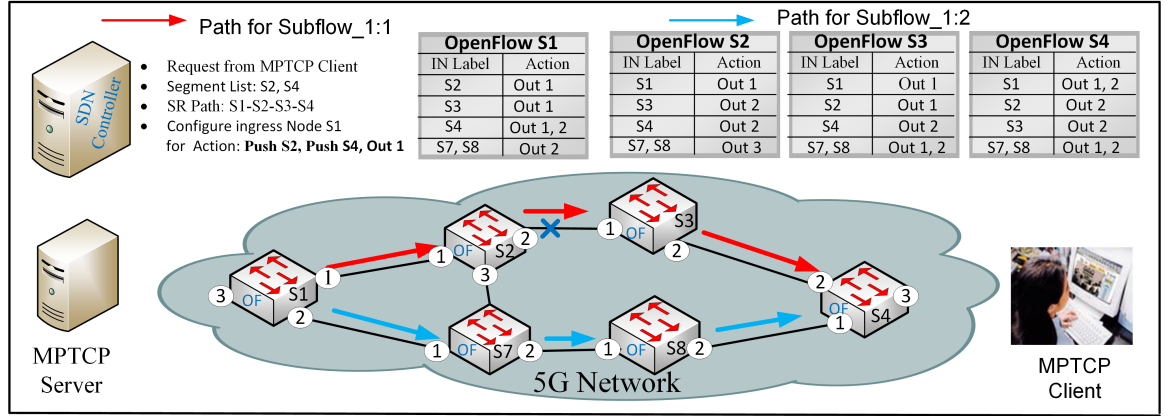 Path for Subflow_1:1
Path for Subflow_1:2
SDN Controller
• Request from MPTCP Client
• Segment List: S2, S4
• SR Path: S1-S2-S3-S4
• Configure ingress Node S1
for Action: Push S2, Push S4, Out 1
OpenFlow S1
IN Label Action
S2 Out 1
S3 Out 1
S4 Out 1, 2
S7, S8 Out 2
OpenFlow S2
IN Label Action
S1 Out 1
S3 Out 2
S4 Out 2
S7, S8 Out 3
OpenFlow S3
IN Label Action
S1 Out 1
S2 Out 1
S4 Out 2
S7, S8 Out 1, 2
OpenFlow S4
IN Label Action
S1 Out 1, 2
S2 Out 2
S3 Out 2
S7, S8 Out 1, 2
MPTCP
Server
3 OF S1 1 2
1 OF S2 2 3
1 OF S3 2
1 OF S7 2
1 OF S8 2
2 OF S4 3 1
5G Network
MPTCP
Client